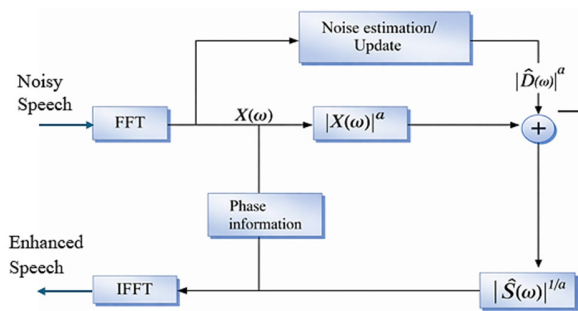 Noise estimation/
Update
|D̂(ω)|^a
Noisy
Speech
FFT
X(ω)
|X(ω)|^a
+
Phase
information
Enhanced
Speech
IFFT
|Ŝ(ω)|^{1/a}